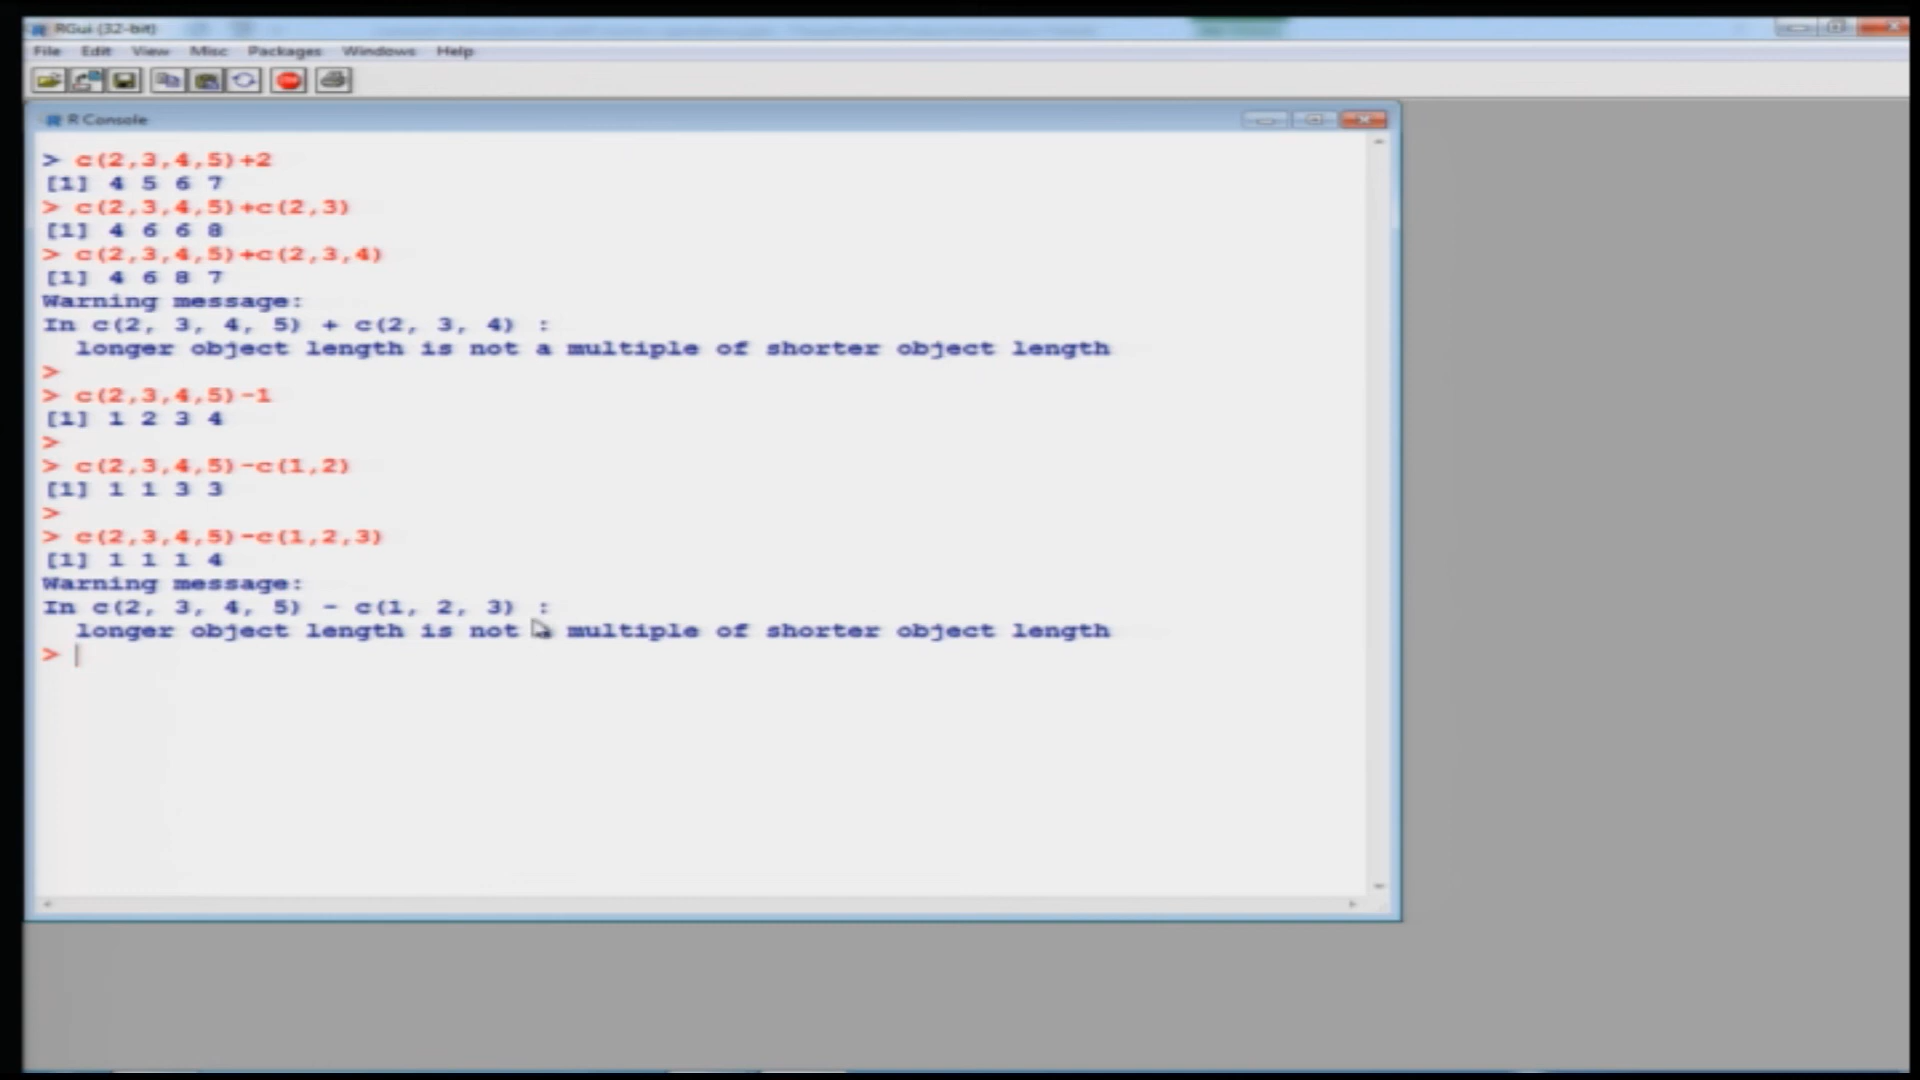 RGui (32-bit)
File Edit View Misc Packages Windows Help
R Console
> c(2,3,4,5)+2
[1] 4 5 6 7
> c(2,3,4,5)+c(2,3)
[1] 4 6 6 8
> c(2,3,4,5)+c(2,3,4)
[1] 4 6 8 7
Warning message:
In c(2, 3, 4, 5) + c(2, 3, 4) :
longer object length is not a multiple of shorter object length
>
> c(2,3,4,5)-1
[1] 1 2 3 4
>
> c(2,3,4,5)-c(1,2)
[1] 1 1 3 3
>
> c(2,3,4,5)-c(1,2,3)
[1] 1 1 1 4
Warning message:
In c(2, 3, 4, 5) - c(1, 2, 3) :
longer object length is not a multiple of shorter object length
>